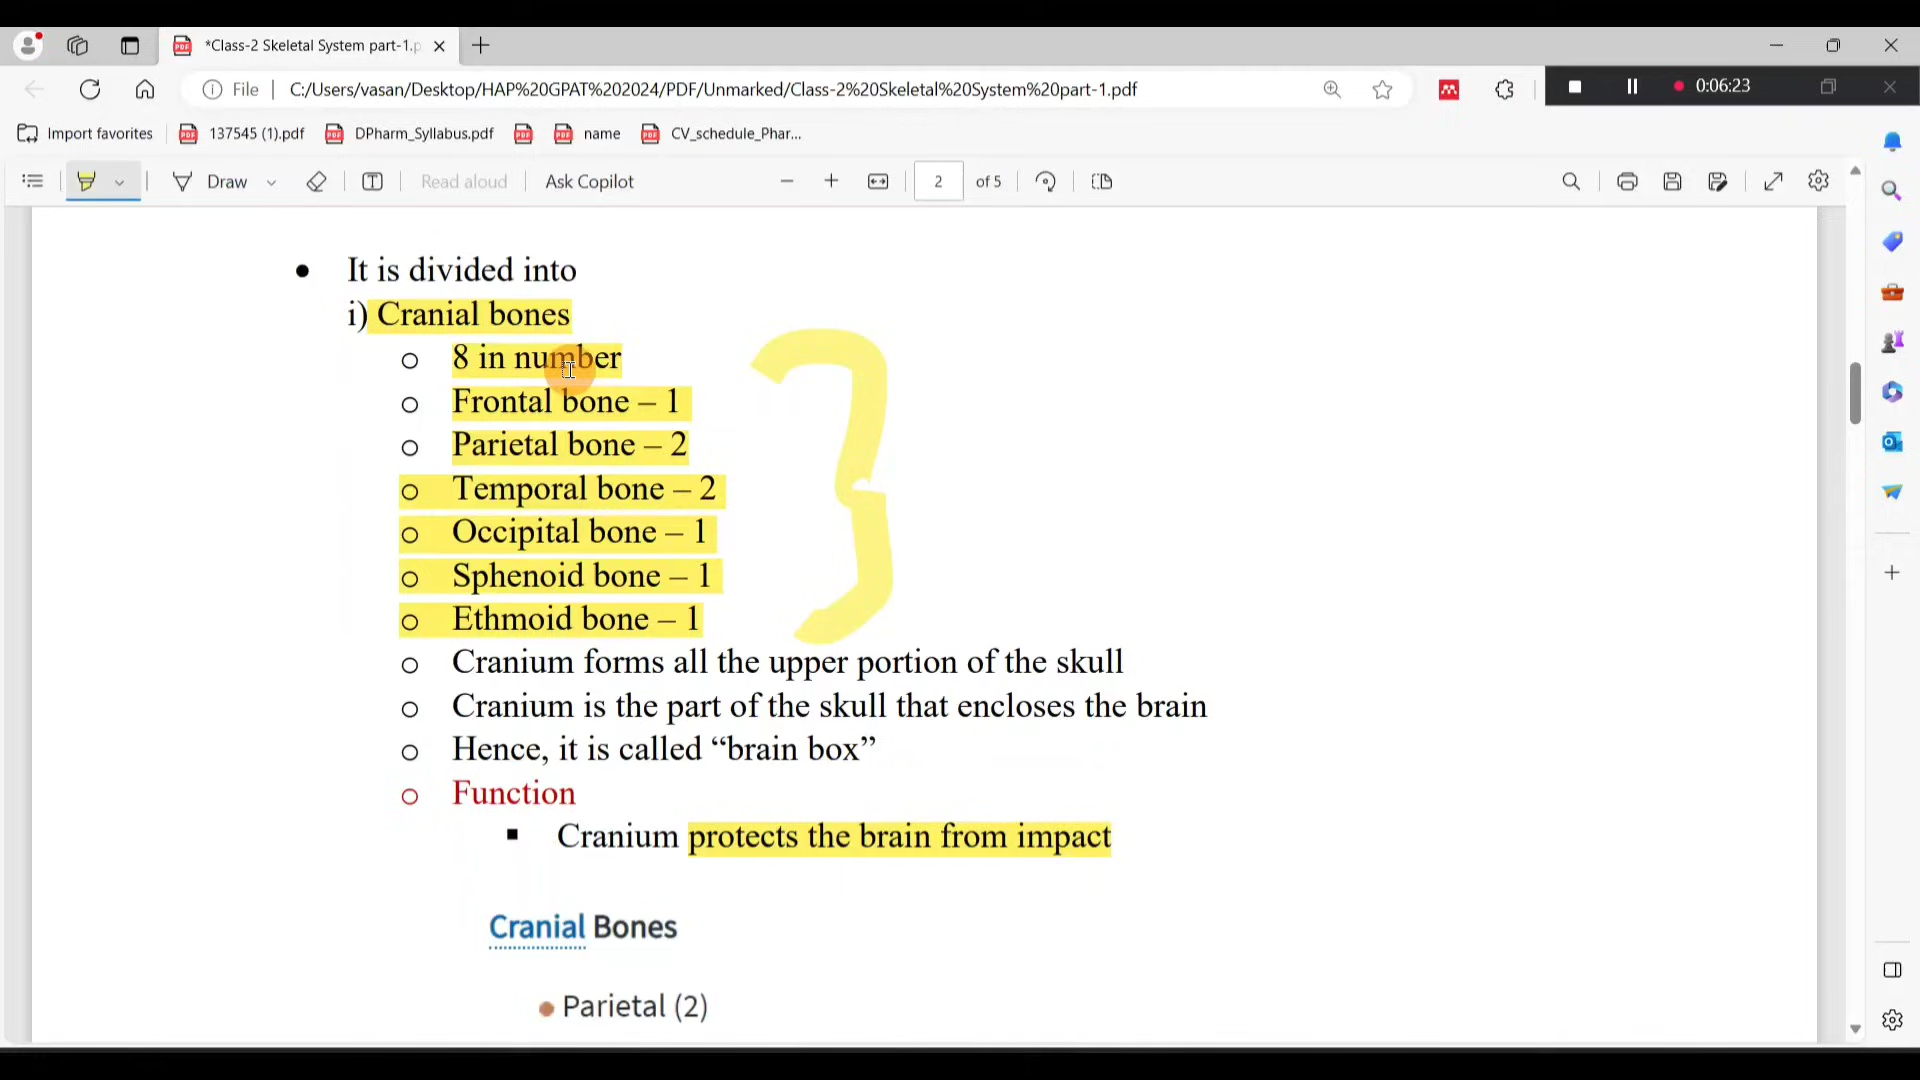 *Class-2 Skeletal System part-1.p
File
C:/Users/vasan/Desktop/HAP%20GPAT%202024/PDF/Unmarked/Class-2%20Skeletal%20System%20part-1.pdf
0:06:23
Import favorites
137545 (1).pdf
DPharm_Syllabus.pdf
name
CV_schedule_Phar...
Draw
Read aloud
Ask Copilot
2
of 5
• It is divided into
i) Cranial bones
o 8 in number
o Frontal bone – 1
o Parietal bone – 2
o Temporal bone – 2
o Occipital bone – 1
o Sphenoid bone – 1
o Ethmoid bone – 1
o Cranium forms all the upper portion of the skull
o Cranium is the part of the skull that encloses the brain
o Hence, it is called “brain box”
o Function
▪ Cranium protects the brain from impact
Cranial Bones
• Parietal (2)